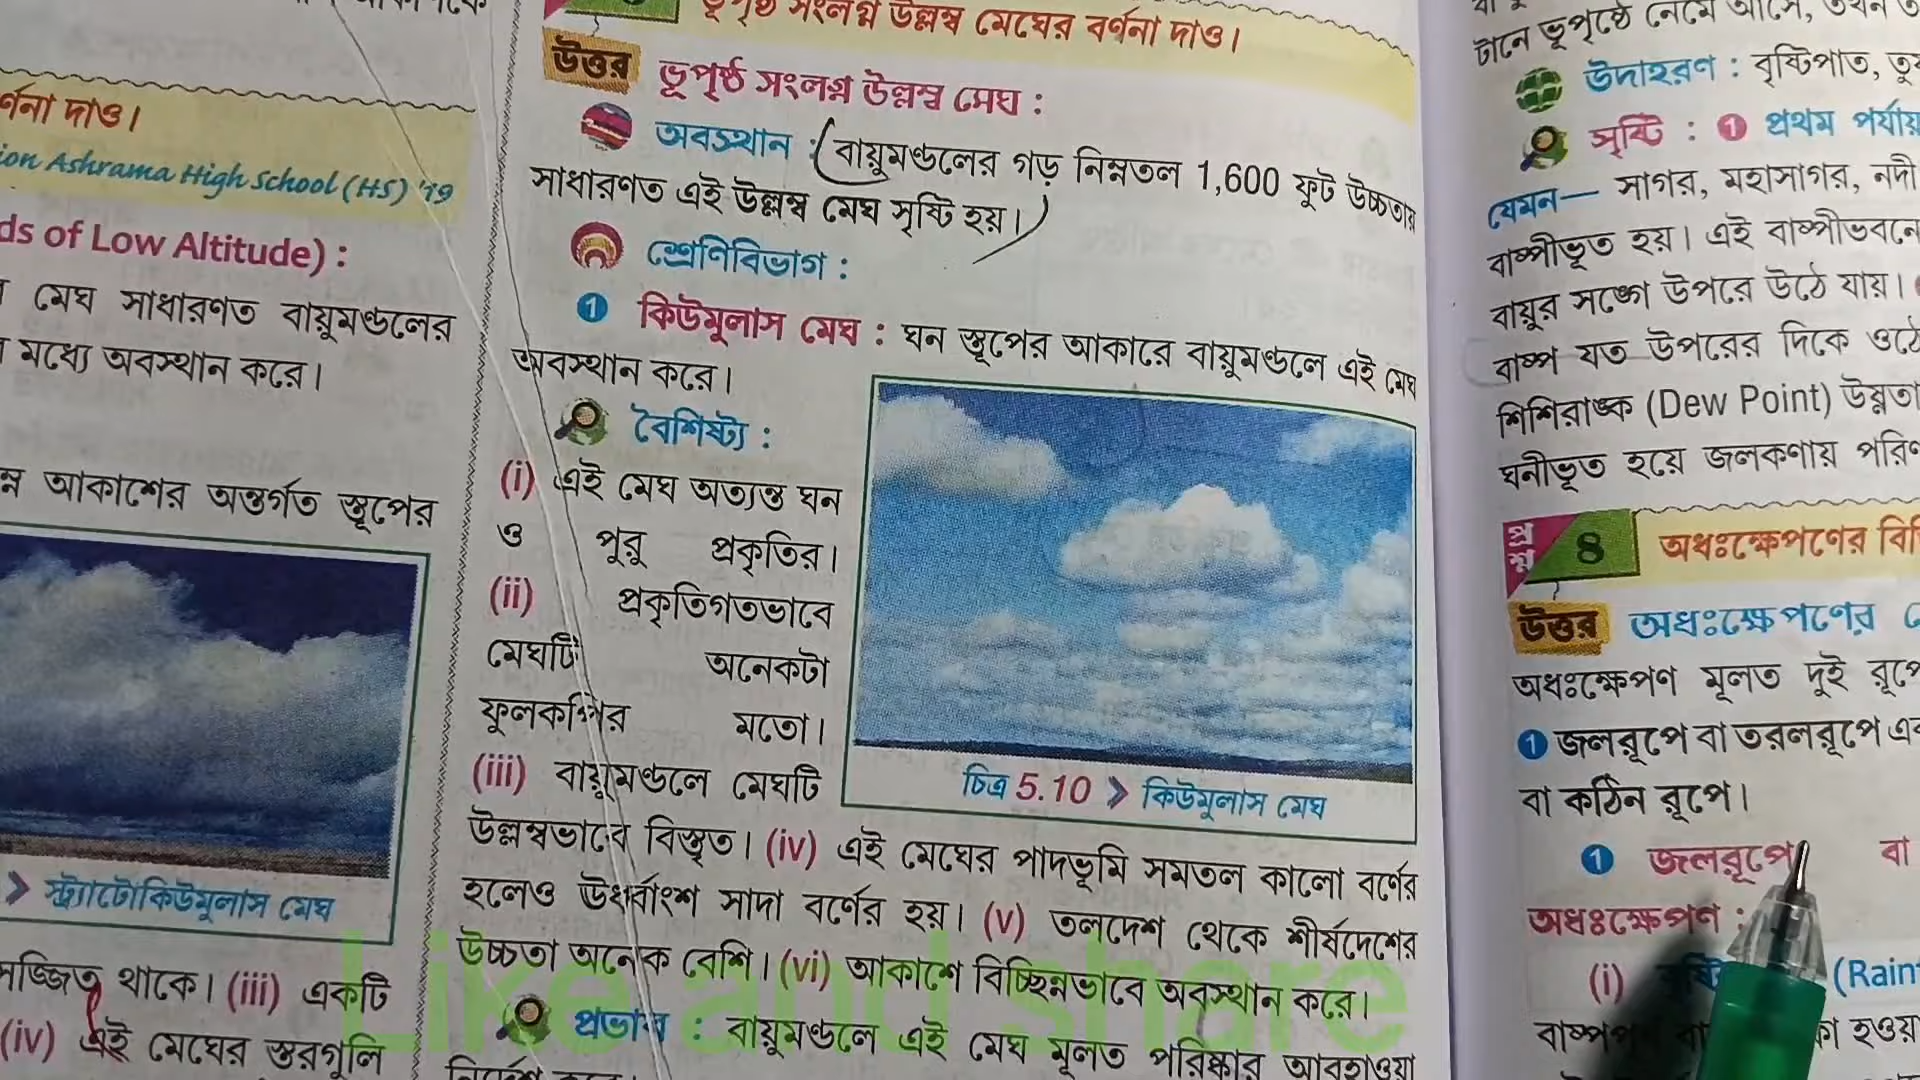 র্ণনা দাও।
ion Ashrama High School (HS) '19
ds of Low Altitude) :
মেঘ সাধারণত বায়ুমণ্ডলের
মধ্যে অবস্থান করে।
আকাশের অন্তর্গত স্তূপের
স্ট্র্যাটোকিউমুলাস মেঘ
সজ্জিত থাকে। (iii) একটি
(iv) এই মেঘের স্তরগুলি
ভূপৃষ্ঠ সংলগ্ন উল্লম্ব মেঘের বর্ণনা দাও।
উত্তর ভূপৃষ্ঠ সংলগ্ন উল্লম্ব মেঘ :
অবস্থান : বায়ুমণ্ডলের গড় নিম্নতল 1,600 ফুট উচ্চতায়
সাধারণত এই উল্লম্ব মেঘ সৃষ্টি হয়।
শ্রেণিবিভাগ :
1 কিউমুলাস মেঘ : ঘন স্তূপের আকারে বায়ুমণ্ডলে এই মেঘ
অবস্থান করে।
বৈশিষ্ট্য :
(i) এই মেঘ অত্যন্ত ঘন
ও পুরু প্রকৃতির।
(ii) প্রকৃতিগতভাবে
মেঘটি অনেকটা
ফুলকপির মতো।
(iii) বায়ুমণ্ডলে মেঘটি
চিত্র 5.10 > কিউমুলাস মেঘ
উল্লম্বভাবে বিস্তৃত। (iv) এই মেঘের পাদভূমি সমতল কালো বর্ণের
হলেও ঊর্ধ্বাংশ সাদা বর্ণের হয়। (v) তলদেশ থেকে শীর্ষদেশের
উচ্চতা অনেক বেশি। (vi) আকাশে বিচ্ছিন্নভাবে অবস্থান করে।
প্রভাব : বায়ুমণ্ডলে এই মেঘ মূলত পরিষ্কার আবহাওয়া
নির্দেশ করে।
Like and share
টানে ভূপৃষ্ঠে নেমে আসে, তখন
উদাহরণ : বৃষ্টিপাত,
সৃষ্টি : 1 প্রথম পর্যায়
যেমন— সাগর, মহাসাগর, নদী
বাষ্পীভূত হয়। এই বাষ্পীভবনে
বায়ুর সঙ্গে উপরে উঠে যায়।
বাষ্প যত উপরের দিকে ওঠে
শিশিরাঙ্ক (Dew Point) উষ্ণতা
ঘনীভূত হয়ে জলকণায়
প্রশ্ন 8 অধঃক্ষেপণের
উত্তর অধঃক্ষেপণের
অধঃক্ষেপণ মূলত দুই রূপে
1 জলরূপে বা তরলরূপে
বা কঠিন রূপে।
1 জলরূপে বা
অধঃক্ষেপণ :
(i) (Rain